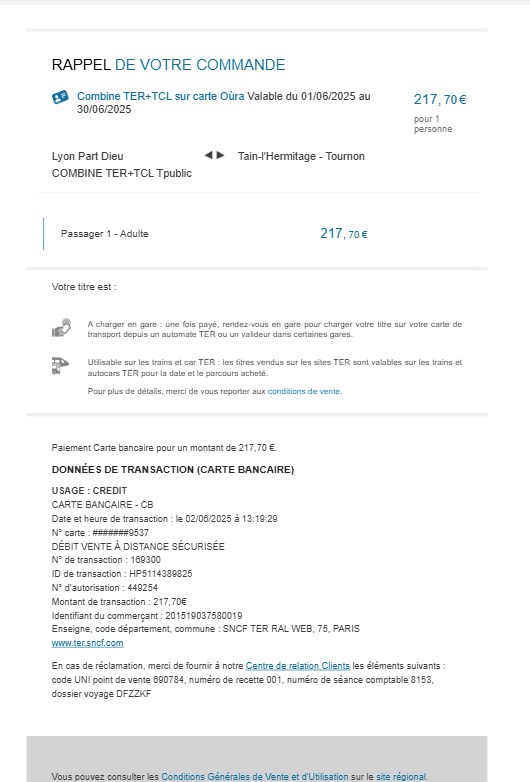 RAPPEL DE VOTRE COMMANDE
Combine TER+TCL sur carte Oùra Valable du 01/06/2025 au
30/06/2025
217,70 €
pour 1
personne
Lyon Part Dieu ◄► Tain-l'Hermitage - Tournon
COMBINE TER+TCL Tpublic
Passager 1 - Adulte 217,70 €
Votre titre est :
A charger en gare : une fois payé, rendez-vous en gare pour charger votre titre sur votre carte de
transport depuis un automate TER ou un valideur dans certaines gares.
Utilisable sur les trains et car TER : les titres vendus sur les sites TER sont valables sur les trains et
autocars TER pour la date et le parcours acheté.
Pour plus de détails, merci de vous reporter aux conditions de vente.
Paiement Carte bancaire pour un montant de 217,70 €.
DONNÉES DE TRANSACTION (CARTE BANCAIRE)
USAGE : CREDIT
CARTE BANCAIRE - CB
Date et heure de transaction : le 02/06/2025 à 13:19:29
N° carte : #######9537
DÉBIT VENTE À DISTANCE SÉCURISÉE
N° de transaction : 169300
ID de transaction : HP5114389825
N° d'autorisation : 449254
Montant de transaction : 217,70€
Identifiant du commerçant : 201519037580019
Enseigne, code département, commune : SNCF TER RAL WEB, 75, PARIS
www.ter.sncf.com
En cas de réclamation, merci de fournir à notre Centre de relation Clients les éléments suivants :
code UNI point de vente 690784, numéro de recette 001, numéro de séance comptable 8153,
dossier voyage DFZZKF
Vous pouvez consulter les Conditions Générales de Vente et d'Utilisation sur le site régional.